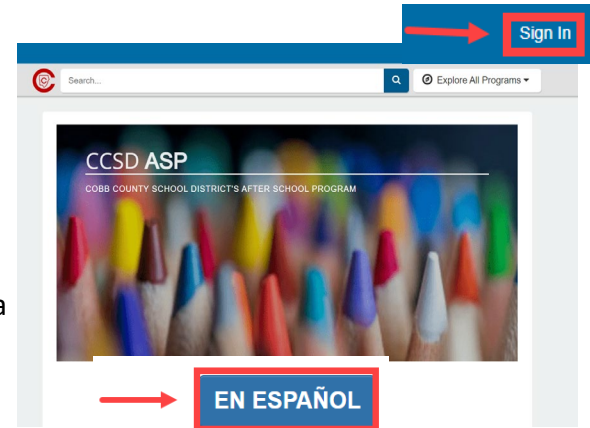 Sign In
Search...
Explore All Programs
CCSD ASP
COBB COUNTY SCHOOL DISTRICT'S AFTER SCHOOL PROGRAM
a
EN ESPAÑOL